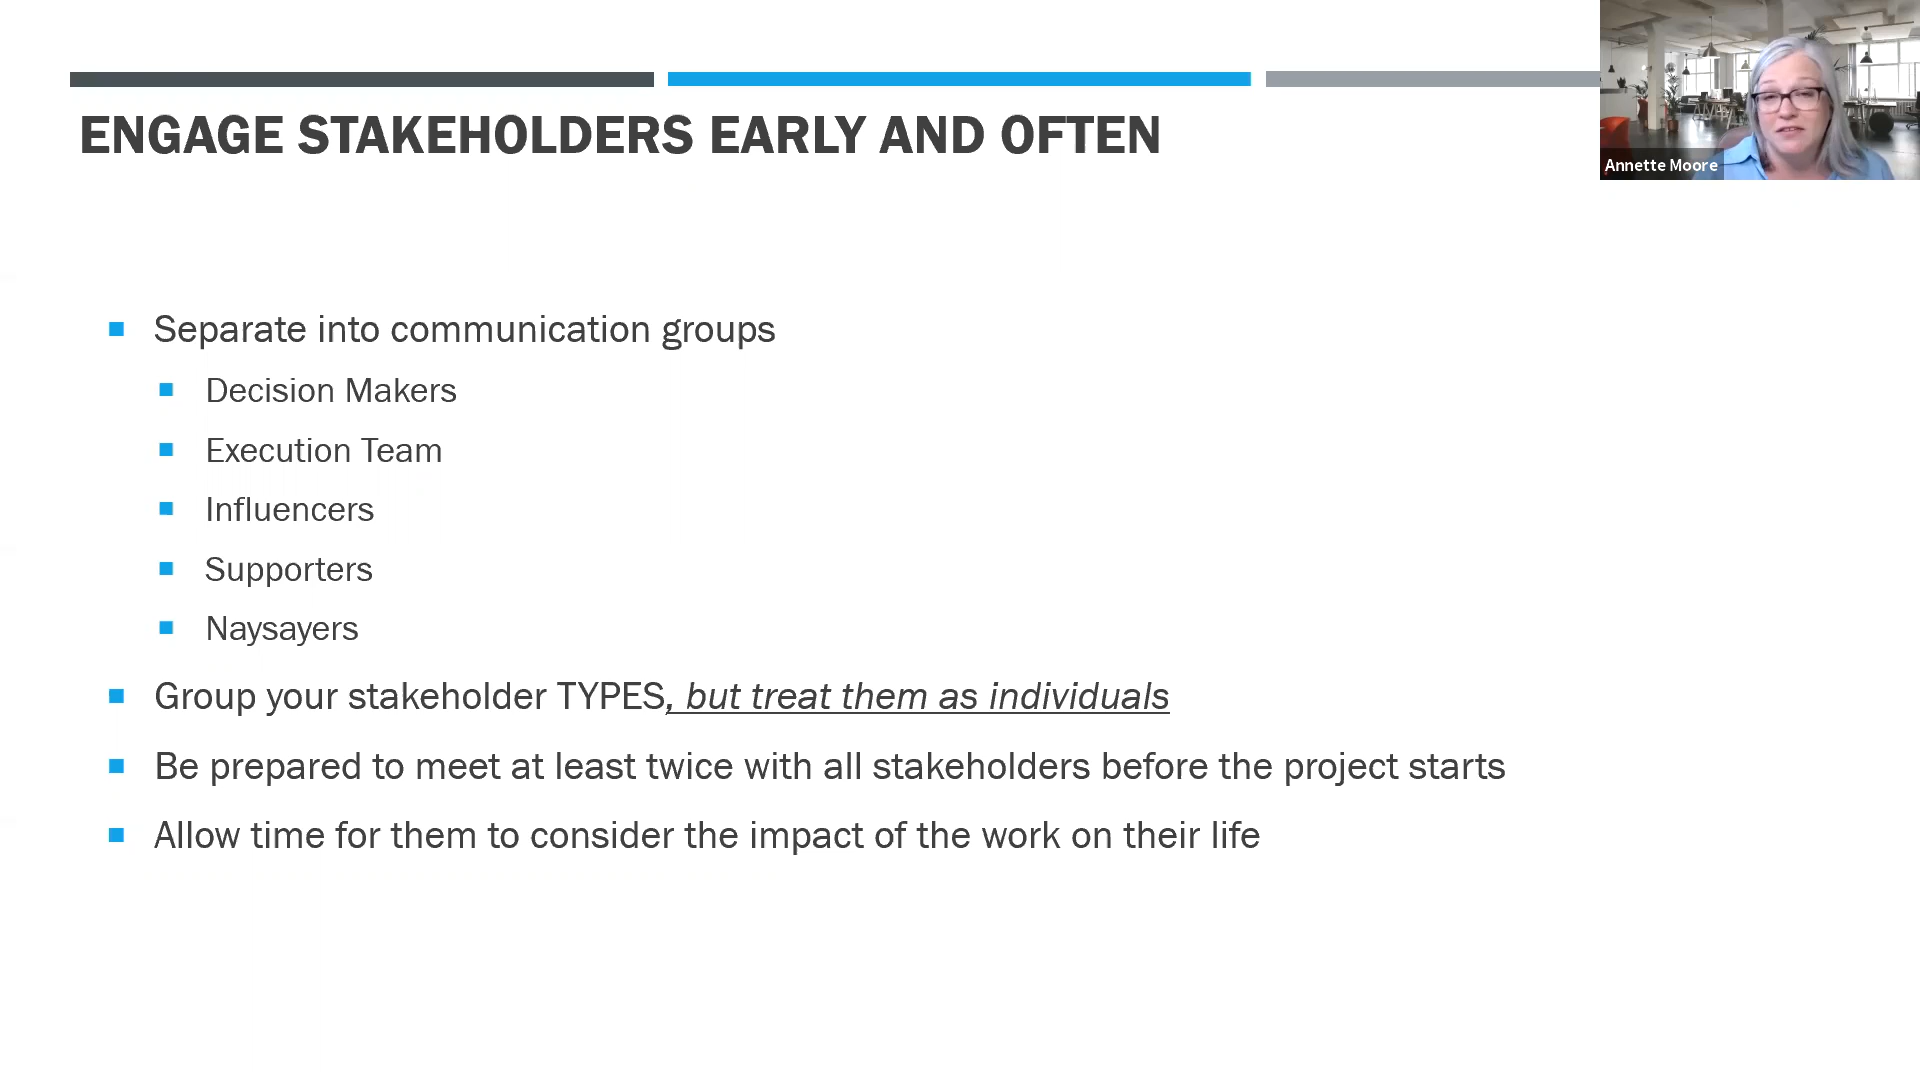 ENGAGE STAKEHOLDERS EARLY AND OFTEN
Annette Moore
Separate into communication groups
Decision Makers
Execution Team
Influencers
Supporters
Naysayers
Group your stakeholder TYPES, but treat them as individuals
Be prepared to meet at least twice with all stakeholders before the project starts
Allow time for them to consider the impact of the work on their life